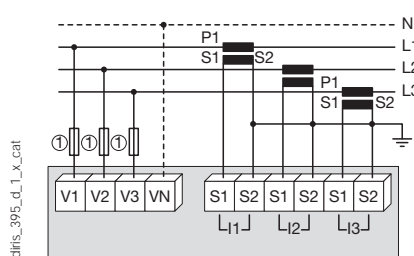 N
L1
L2
L3
P1
S1 S2
P1
S1 S2
① ① ①
V1 V2 V3 VN
S1 S2 S1 S2 S1 S2
I1 I2 I3
diris_395_d_1_x_cat